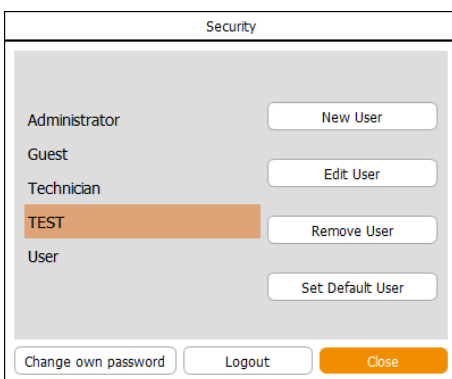 Security
Administrator
Guest
Technician
TEST
User
New User
Edit User
Remove User
Set Default User
Change own password
Logout
Close